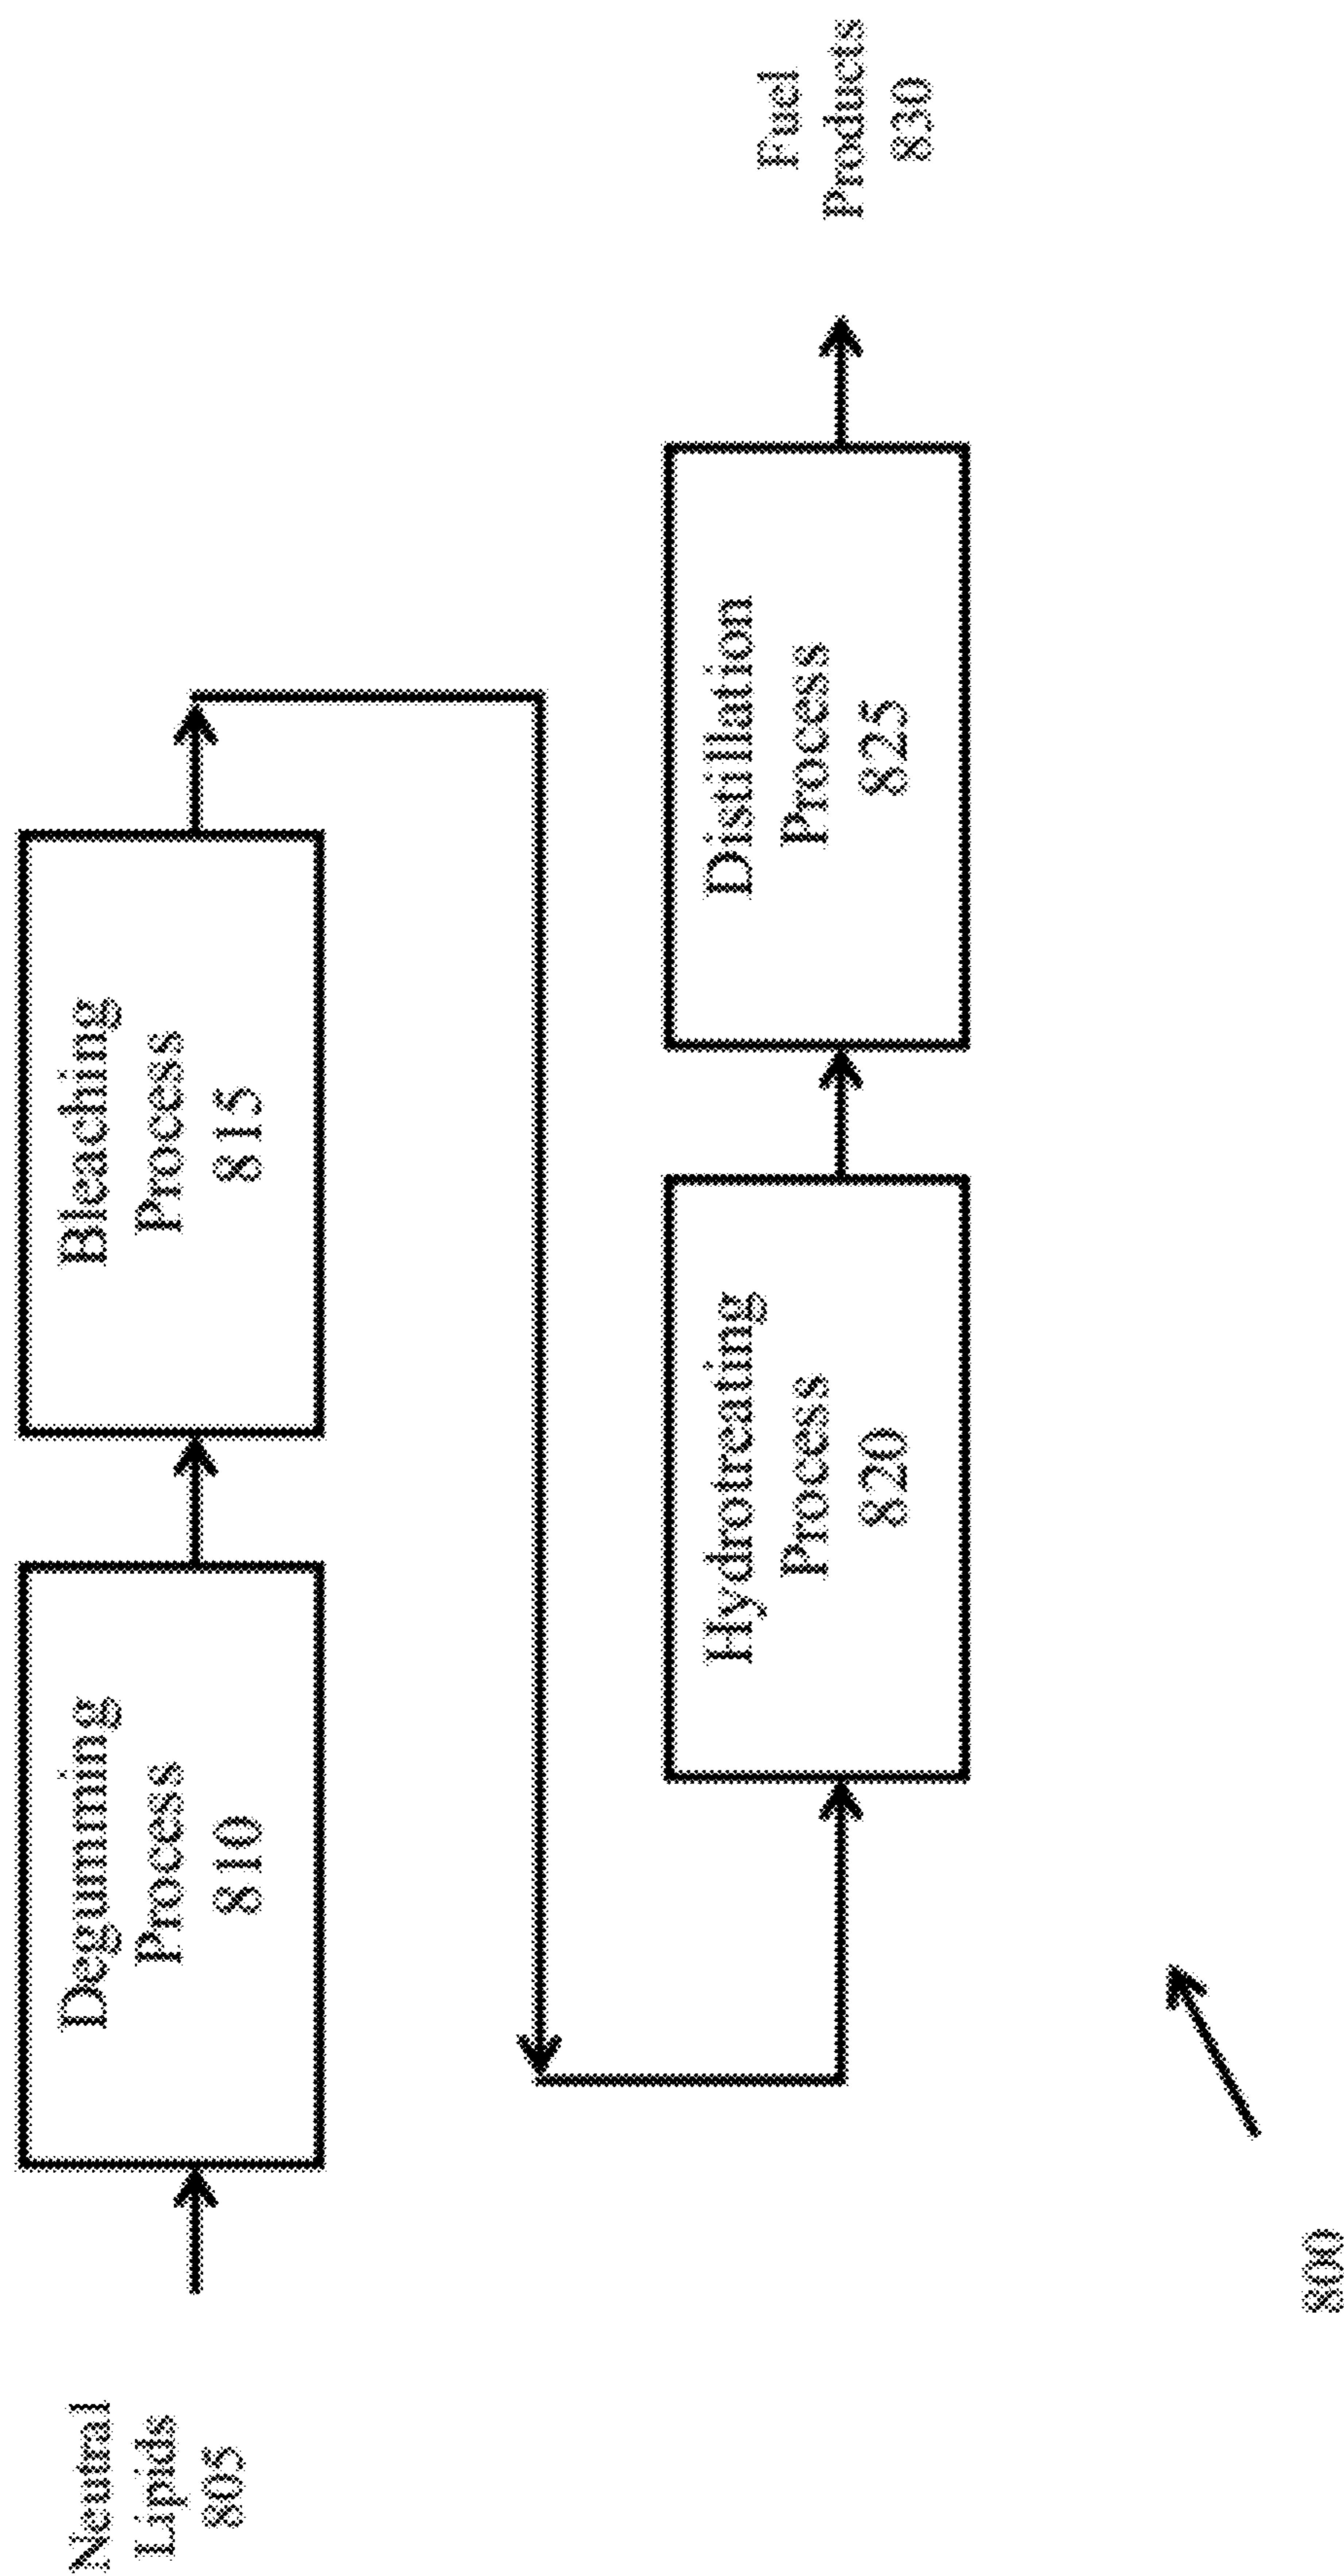 Neutral
Lipids
805
Degumming
Process
810
Bleaching
Process
815
Hydrotreating
Process
820
Distillation
Process
825
Fuel
Products
830
800